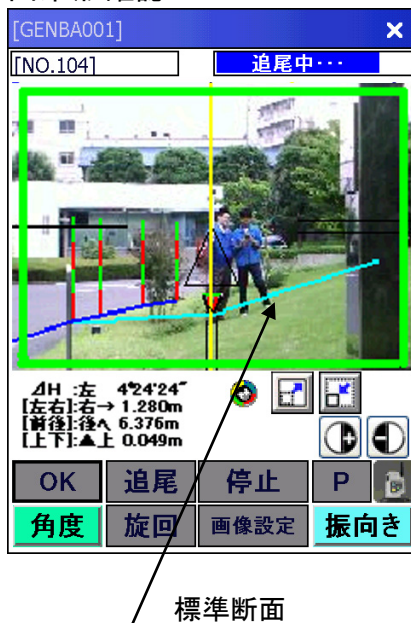 [GENBA001]
[NO.104]
追尾中・・・
⊿H :左 4°24'24"
[左右]:右→ 1.280m
[前後]:後へ 6.376m
[上下]:▲上 0.049m
OK
追尾
停止
P
角度
旋回
画像設定
振向き
標準断面